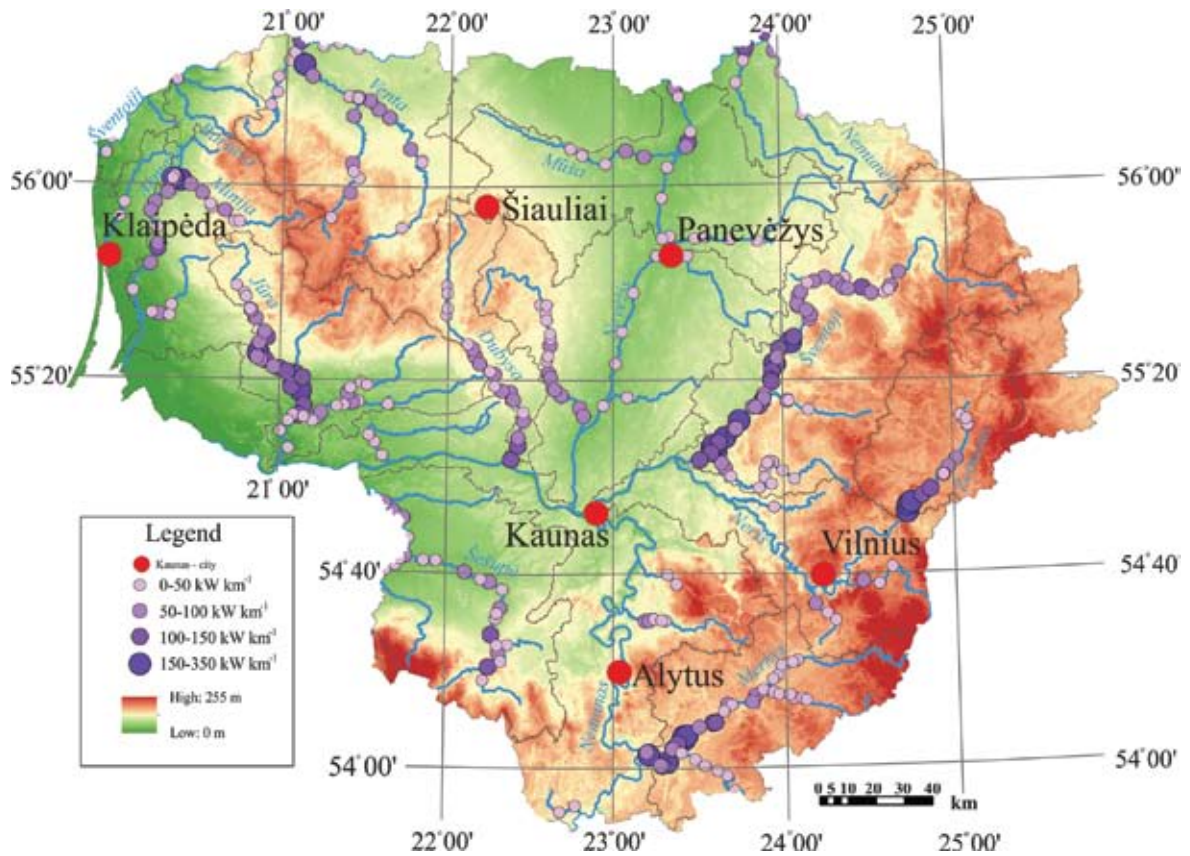 21°00' 22°00' 23°00' 24°00' 25°00'
Šventoiji
Venta
Mūša
Nemunelis
Minija
56°00' 56°00'
Klaipėda
Šiauliai
Panevėžys
Jūra
Dubysa
Šventoji
55°20' 55°20'
21°00'
Kaunas
Neris
Vilnius
Šešupė
54°40' 54°40'
Alytus
Merkys
Nemunas
54°00' 54°00'
Legend
Kaunas - city
0-50 kW km⁻¹
50-100 kW km⁻¹
100-150 kW km⁻¹
150-350 kW km⁻¹
High: 255 m
Low: 0 m
0 5 10 20 30 40
km
22°00' 23°00' 24°00' 25°00'